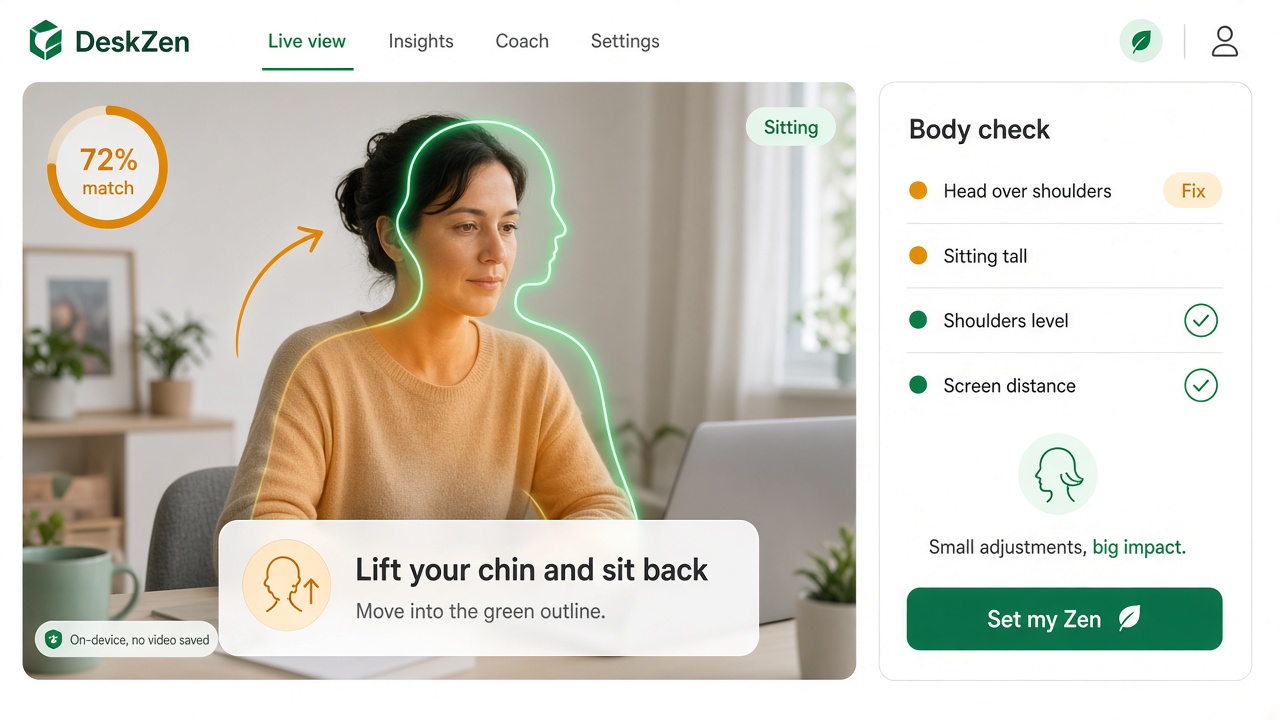 DeskZen
Live view
Insights
Coach
Settings
72%
match
Sitting
Lift your chin and sit back
Move into the green outline.
On-device, no video saved
Body check
Head over shoulders
Fix
Sitting tall
Shoulders level
Screen distance
Small adjustments, big impact.
Set my Zen